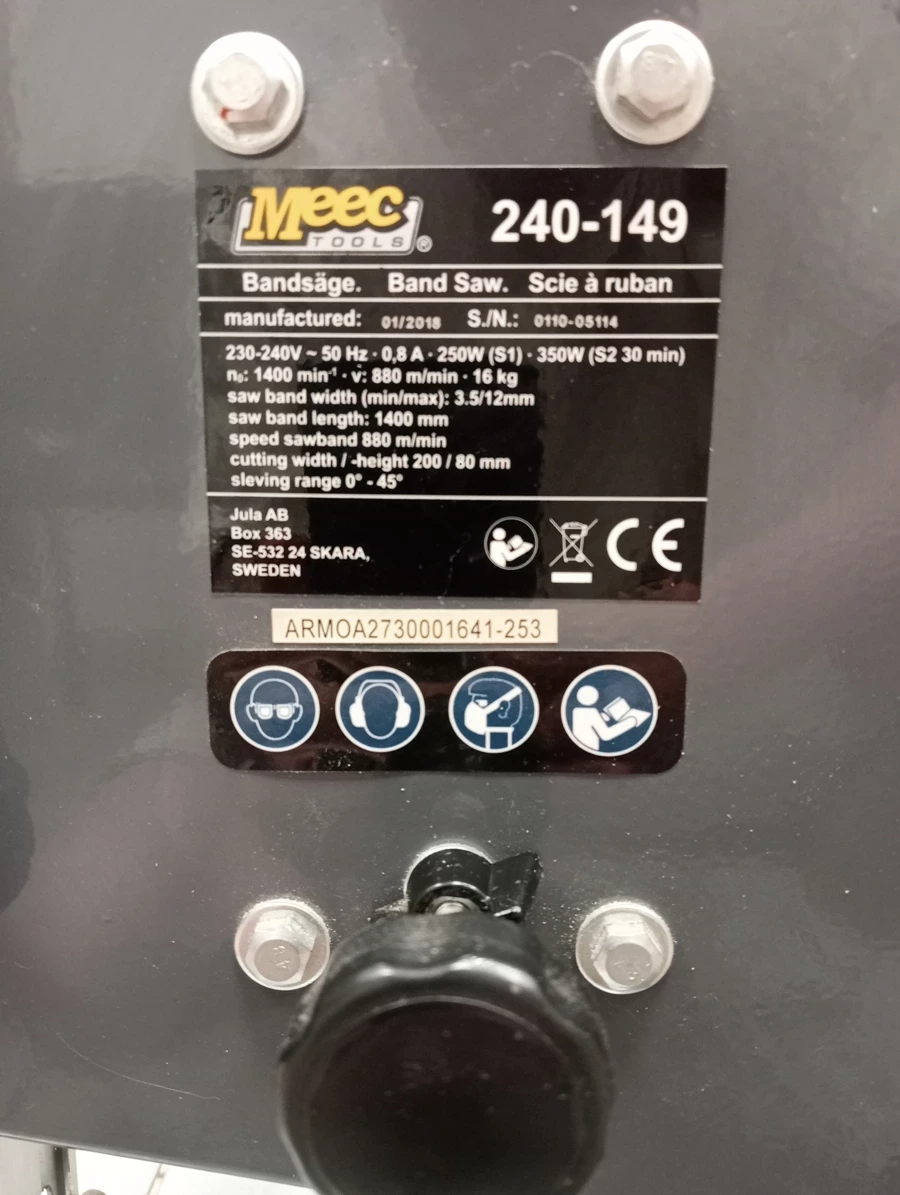 Meec
TOOLS ®
240-149
Bandsäge. Band Saw. Scie à ruban
manufactured: 01/2018 S./N.: 0110-05114
230-240V ~ 50 Hz · 0,8 A · 250W (S1) · 350W (S2 30 min)
n₀: 1400 min⁻¹ · v: 880 m/min · 16 kg
saw band width (min/max): 3.5/12mm
saw band length: 1400 mm
speed sawband 880 m/min
cutting width / -height 200 / 80 mm
sleving range 0° - 45°
Jula AB
Box 363
SE-532 24 SKARA,
SWEDEN
CE
ARMOA2730001641-253